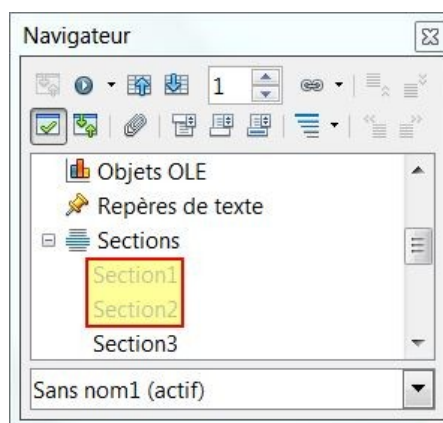 Navigateur
1
Objets OLE
Repères de texte
Sections
Section1
Section2
Section3
Sans nom1 (actif)